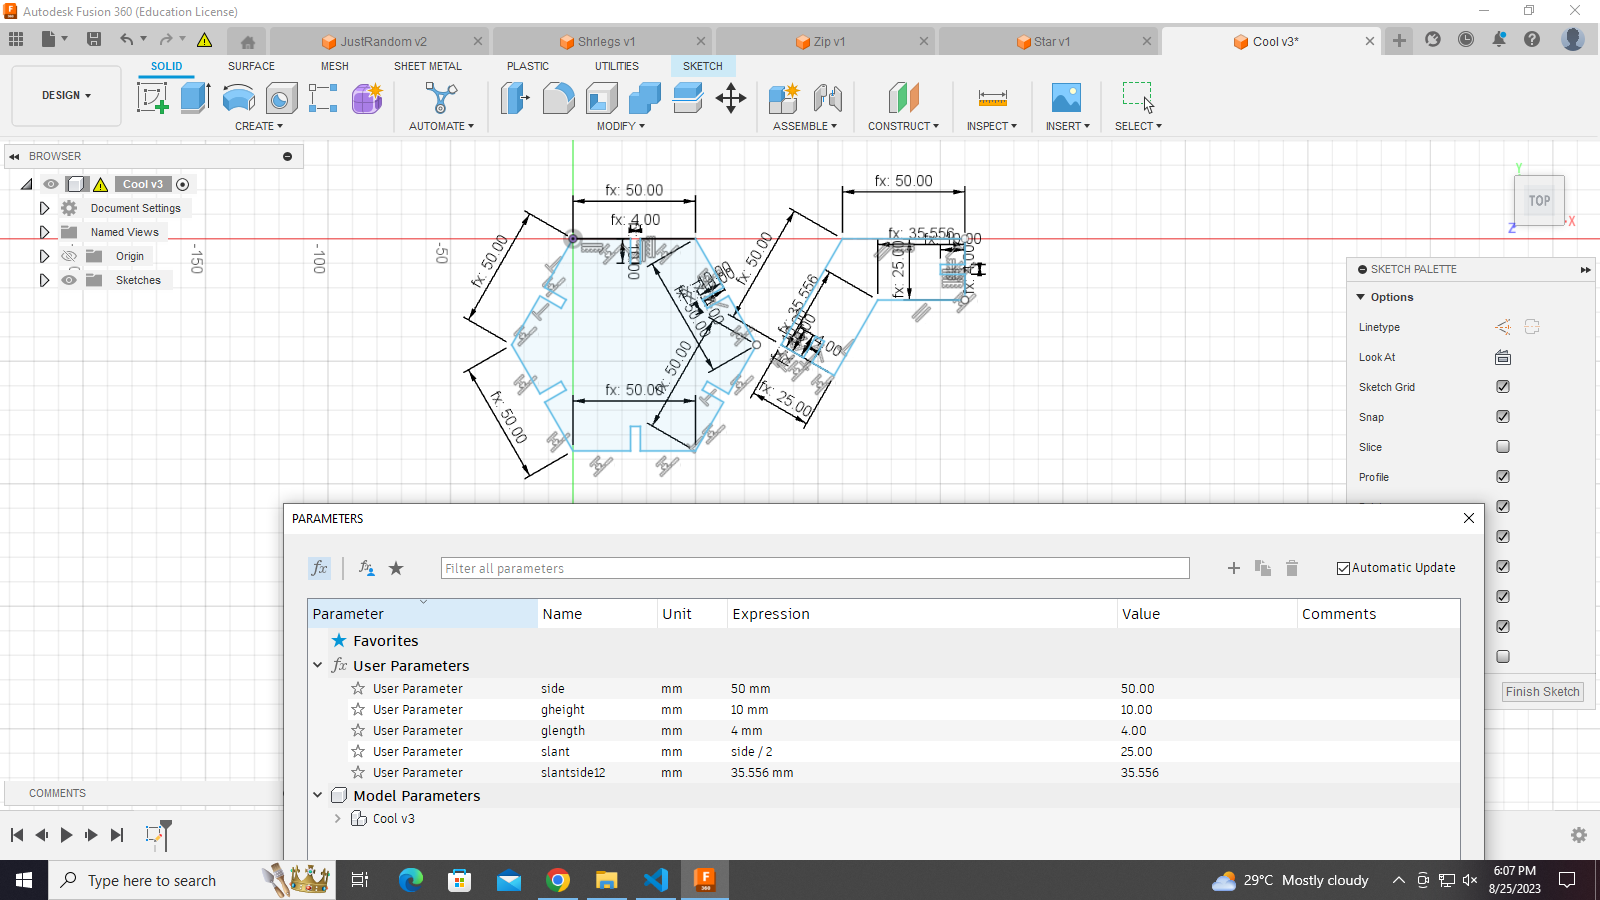 Autodesk Fusion 360 (Education License)
JustRandom v2
Shrlegs v1
Zip v1
Star v1
Cool v3*
SOLID
SURFACE
MESH
SHEET METAL
PLASTIC
UTILITIES
SKETCH
DESIGN
CREATE
AUTOMATE
MODIFY
ASSEMBLE
CONSTRUCT
INSPECT
INSERT
SELECT
BROWSER
Cool v3
Document Settings
Named Views
Origin
Sketches
-150
-100
-50
fx: 50.00
fx: 4.00
fx: 50.00
fx: 50.00
fx: 50.00
fx: 50.00
fx: 50.00
fx: 50.00
fx: 50.00
fx: 35.556
fx: 25.00
fx: 35.556
fx: 25.00
TOP
Y
X
Z
SKETCH PALETTE
Options
Linetype
Look At
Sketch Grid
Snap
Slice
Profile
Finish Sketch
PARAMETERS
fx
Filter all parameters
Automatic Update
Parameter Name Unit Expression Value Comments
Favorites
fx User Parameters
User Parameter side mm 50 mm 50.00
User Parameter gheight mm 10 mm 10.00
User Parameter glength mm 4 mm 4.00
User Parameter slant mm side / 2 25.00
User Parameter slantside12 mm 35.556 mm 35.556
Model Parameters
Cool v3
COMMENTS
Type here to search
29°C Mostly cloudy
6:07 PM
8/25/2023